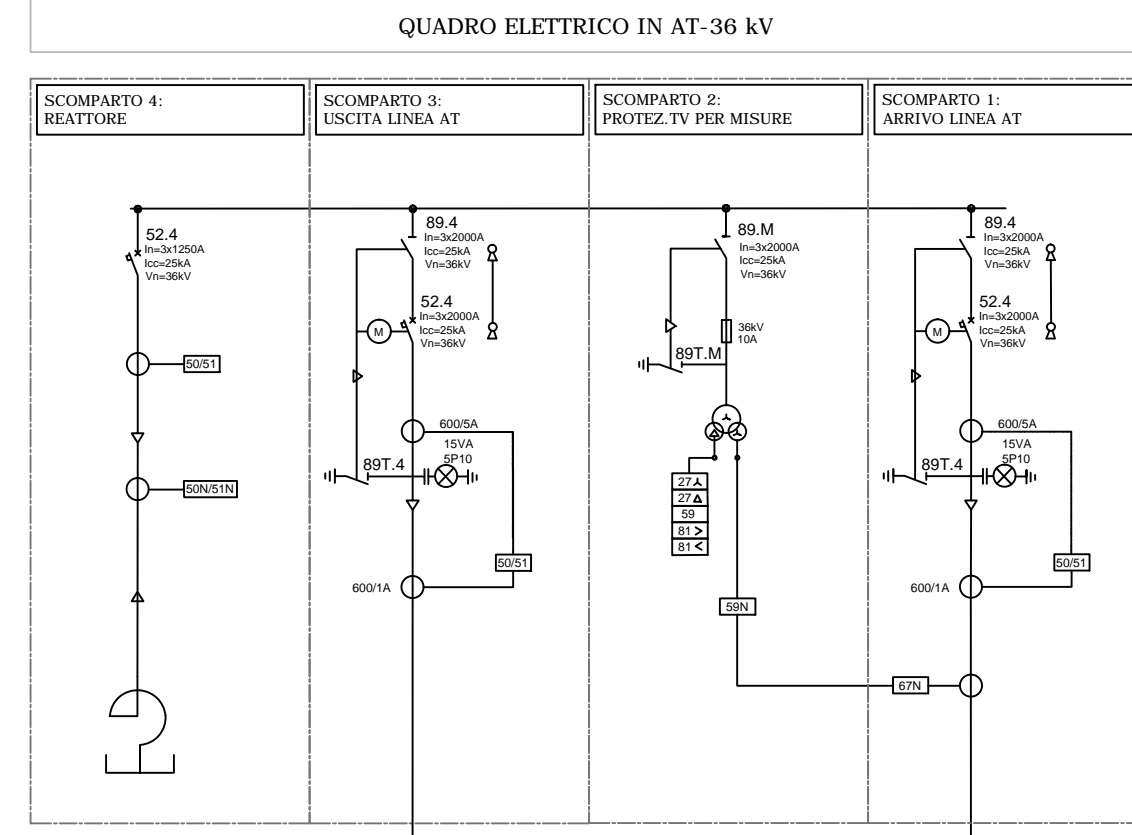 QUADRO ELETTRICO IN AT-36 kV
SCOMPARTO 4:
REATTORE
52.4
In=3x1250A
Icc=25kA
Vn=36kV
50/51
50N/51N
SCOMPARTO 3:
USCITA LINEA AT
89.4
In=3x2000A
Icc=25kA
Vn=36kV
52.4
In=3x2000A
Icc=25kA
Vn=36kV
M
600/5A
15VA
5P10
89T.4
50/51
600/1A
SCOMPARTO 2:
PROTEZ.TV PER MISURE
89.M
In=3x2000A
Icc=25kA
Vn=36kV
36kV
10A
89T.M
27
27
59
81 >
81 <
59N
SCOMPARTO 1:
ARRIVO LINEA AT
89.4
In=3x2000A
Icc=25kA
Vn=36kV
52.4
In=3x2000A
Icc=25kA
Vn=36kV
M
600/5A
15VA
5P10
89T.4
50/51
600/1A
67N